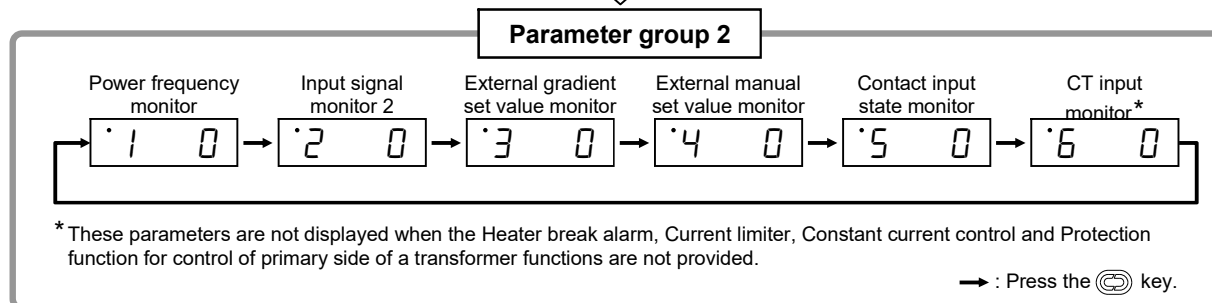 Parameter group 2
Power frequency
monitor
Input signal
monitor 2
External gradient
set value monitor
External manual
set value monitor
Contact input
state monitor
CT input
monitor*
˙1 0
˙2 0
˙3 0
˙4 0
˙5 0
˙6 0
* These parameters are not displayed when the Heater break alarm, Current limiter, Constant current control and Protection
function for control of primary side of a transformer functions are not provided.
→ : Press the key.